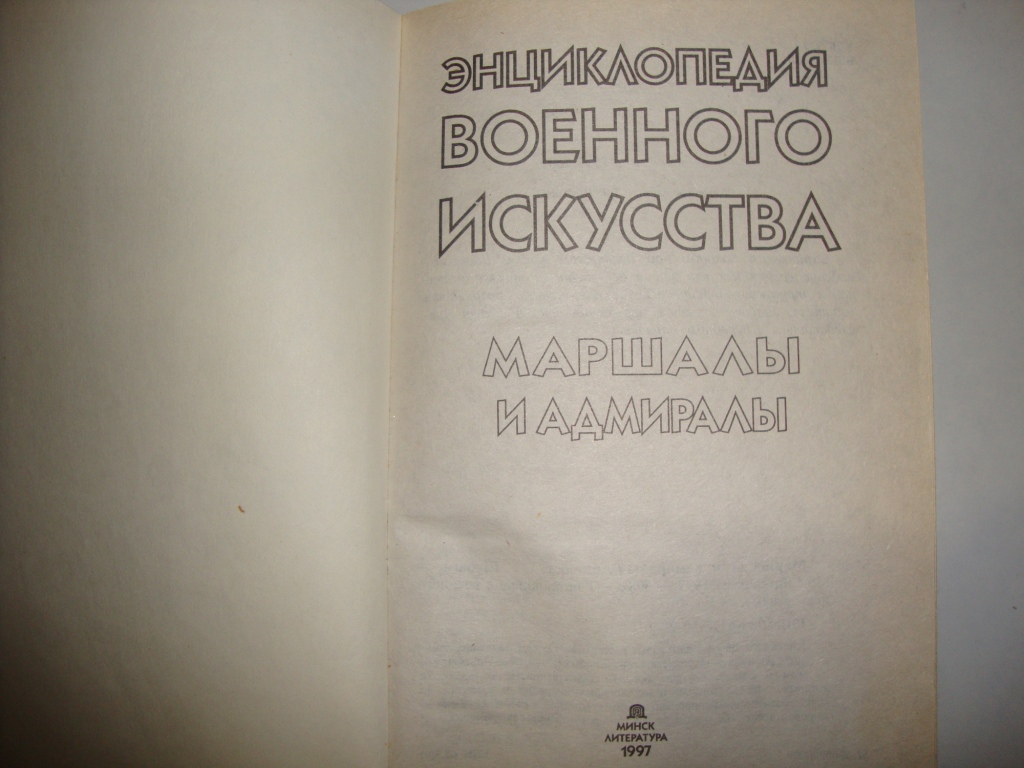 ЭНЦИКЛОПЕДИЯ
ВОЕННОГО
ИСКУССТВА
МАРШАЛЫ
И АДМИРАЛЫ
МИНСК
ЛИТЕРАТУРА
1997